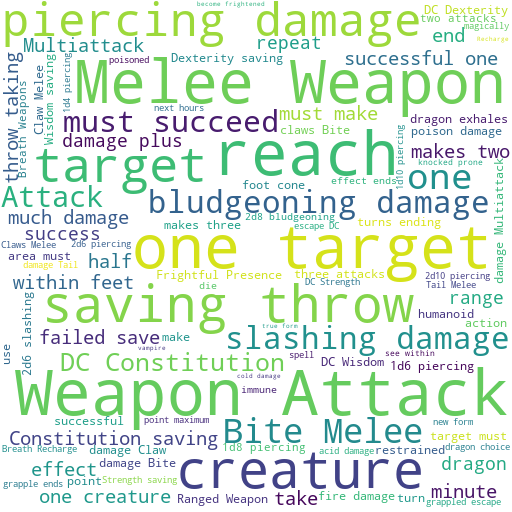 become frightened
DC Dexterity
piercing damage
two attacks
magically
end
Recharge
Multiattack
repeat
poisoned
Dexterity saving
successful one
Melee Weapon
throw taking
Breath Weapons
Claw Melee
Wisdom saving
1d4 piercing
next hours
must make
dragon exhales
must succeed
poison damage
damage plus
claws Bite
makes two
knocked prone
target
reach
1d10 piercing
foot cone
effect ends
one
Attack
bludgeoning damage
damage Multiattack
much damage
makes three
2d8 bludgeoning
turns ending
success
escape DC
one target
Claws Melee
2d6 piercing
area must
half
damage Tail
Frightful Presence
three attacks
2d10 piercing
Tail Melee
within feet
die
DC Strength
range
saving throw
humanoid
use
2d6 slashing
failed save
make
action
true form
slashing damage
vampire
spell
see within
DC Constitution
DC Wisdom
1d6 piercing
cold damage
immune
Weapon Attack
successful
point maximum
new form
Constitution saving
Bite Melee
target must
Breath Recharge
damage Claw
1d8 piercing
acid damage
restrained
dragon choice
effect
damage Bite
creature
dragon
grapple ends
point
Strength saving
fire damage
turn
minute
grappled escape
one creature
Ranged Weapon
take